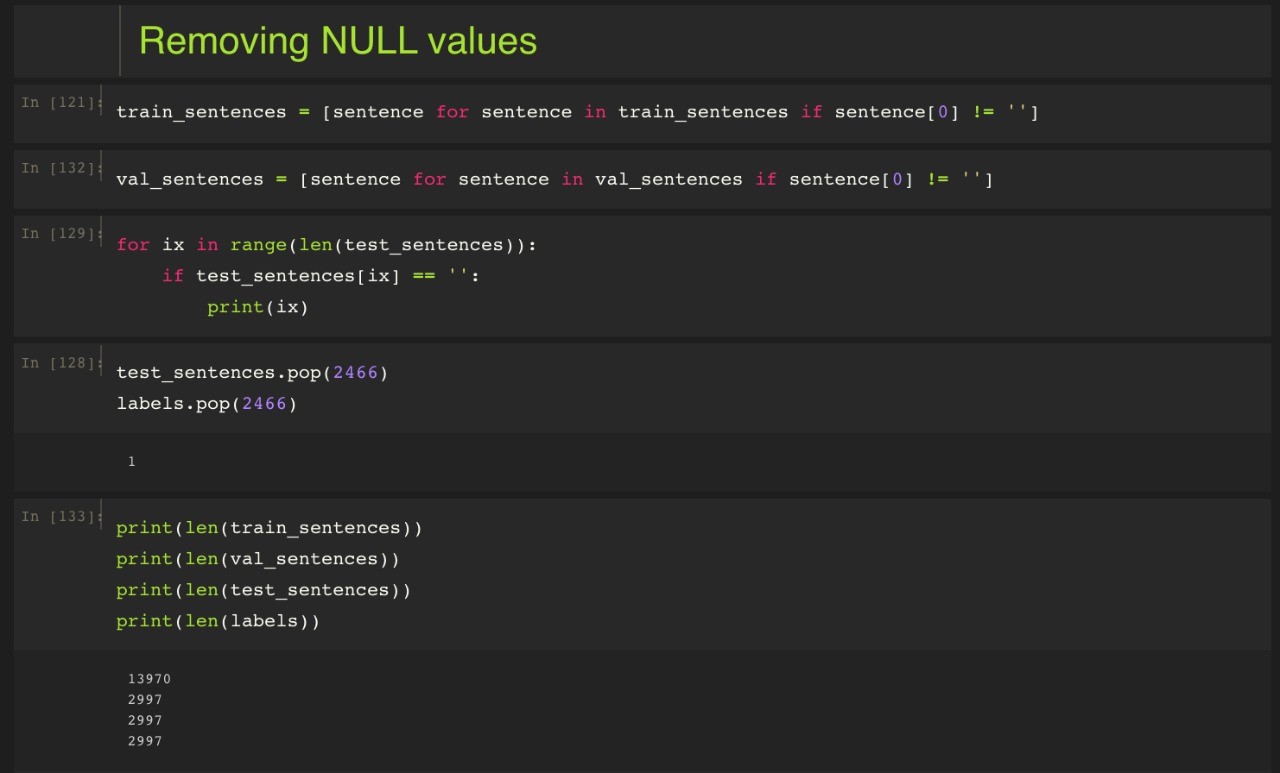 Removing NULL values
In [121]:
train_sentences = [sentence for sentence in train_sentences if sentence[0] != '']
In [132]:
val_sentences = [sentence for sentence in val_sentences if sentence[0] != '']
In [129]:
for ix in range(len(test_sentences)):
    if test_sentences[ix] == '':
        print(ix)
In [128]:
test_sentences.pop(2466)
labels.pop(2466)
1
In [133]:
print(len(train_sentences))
print(len(val_sentences))
print(len(test_sentences))
print(len(labels))
13970
2997
2997
2997